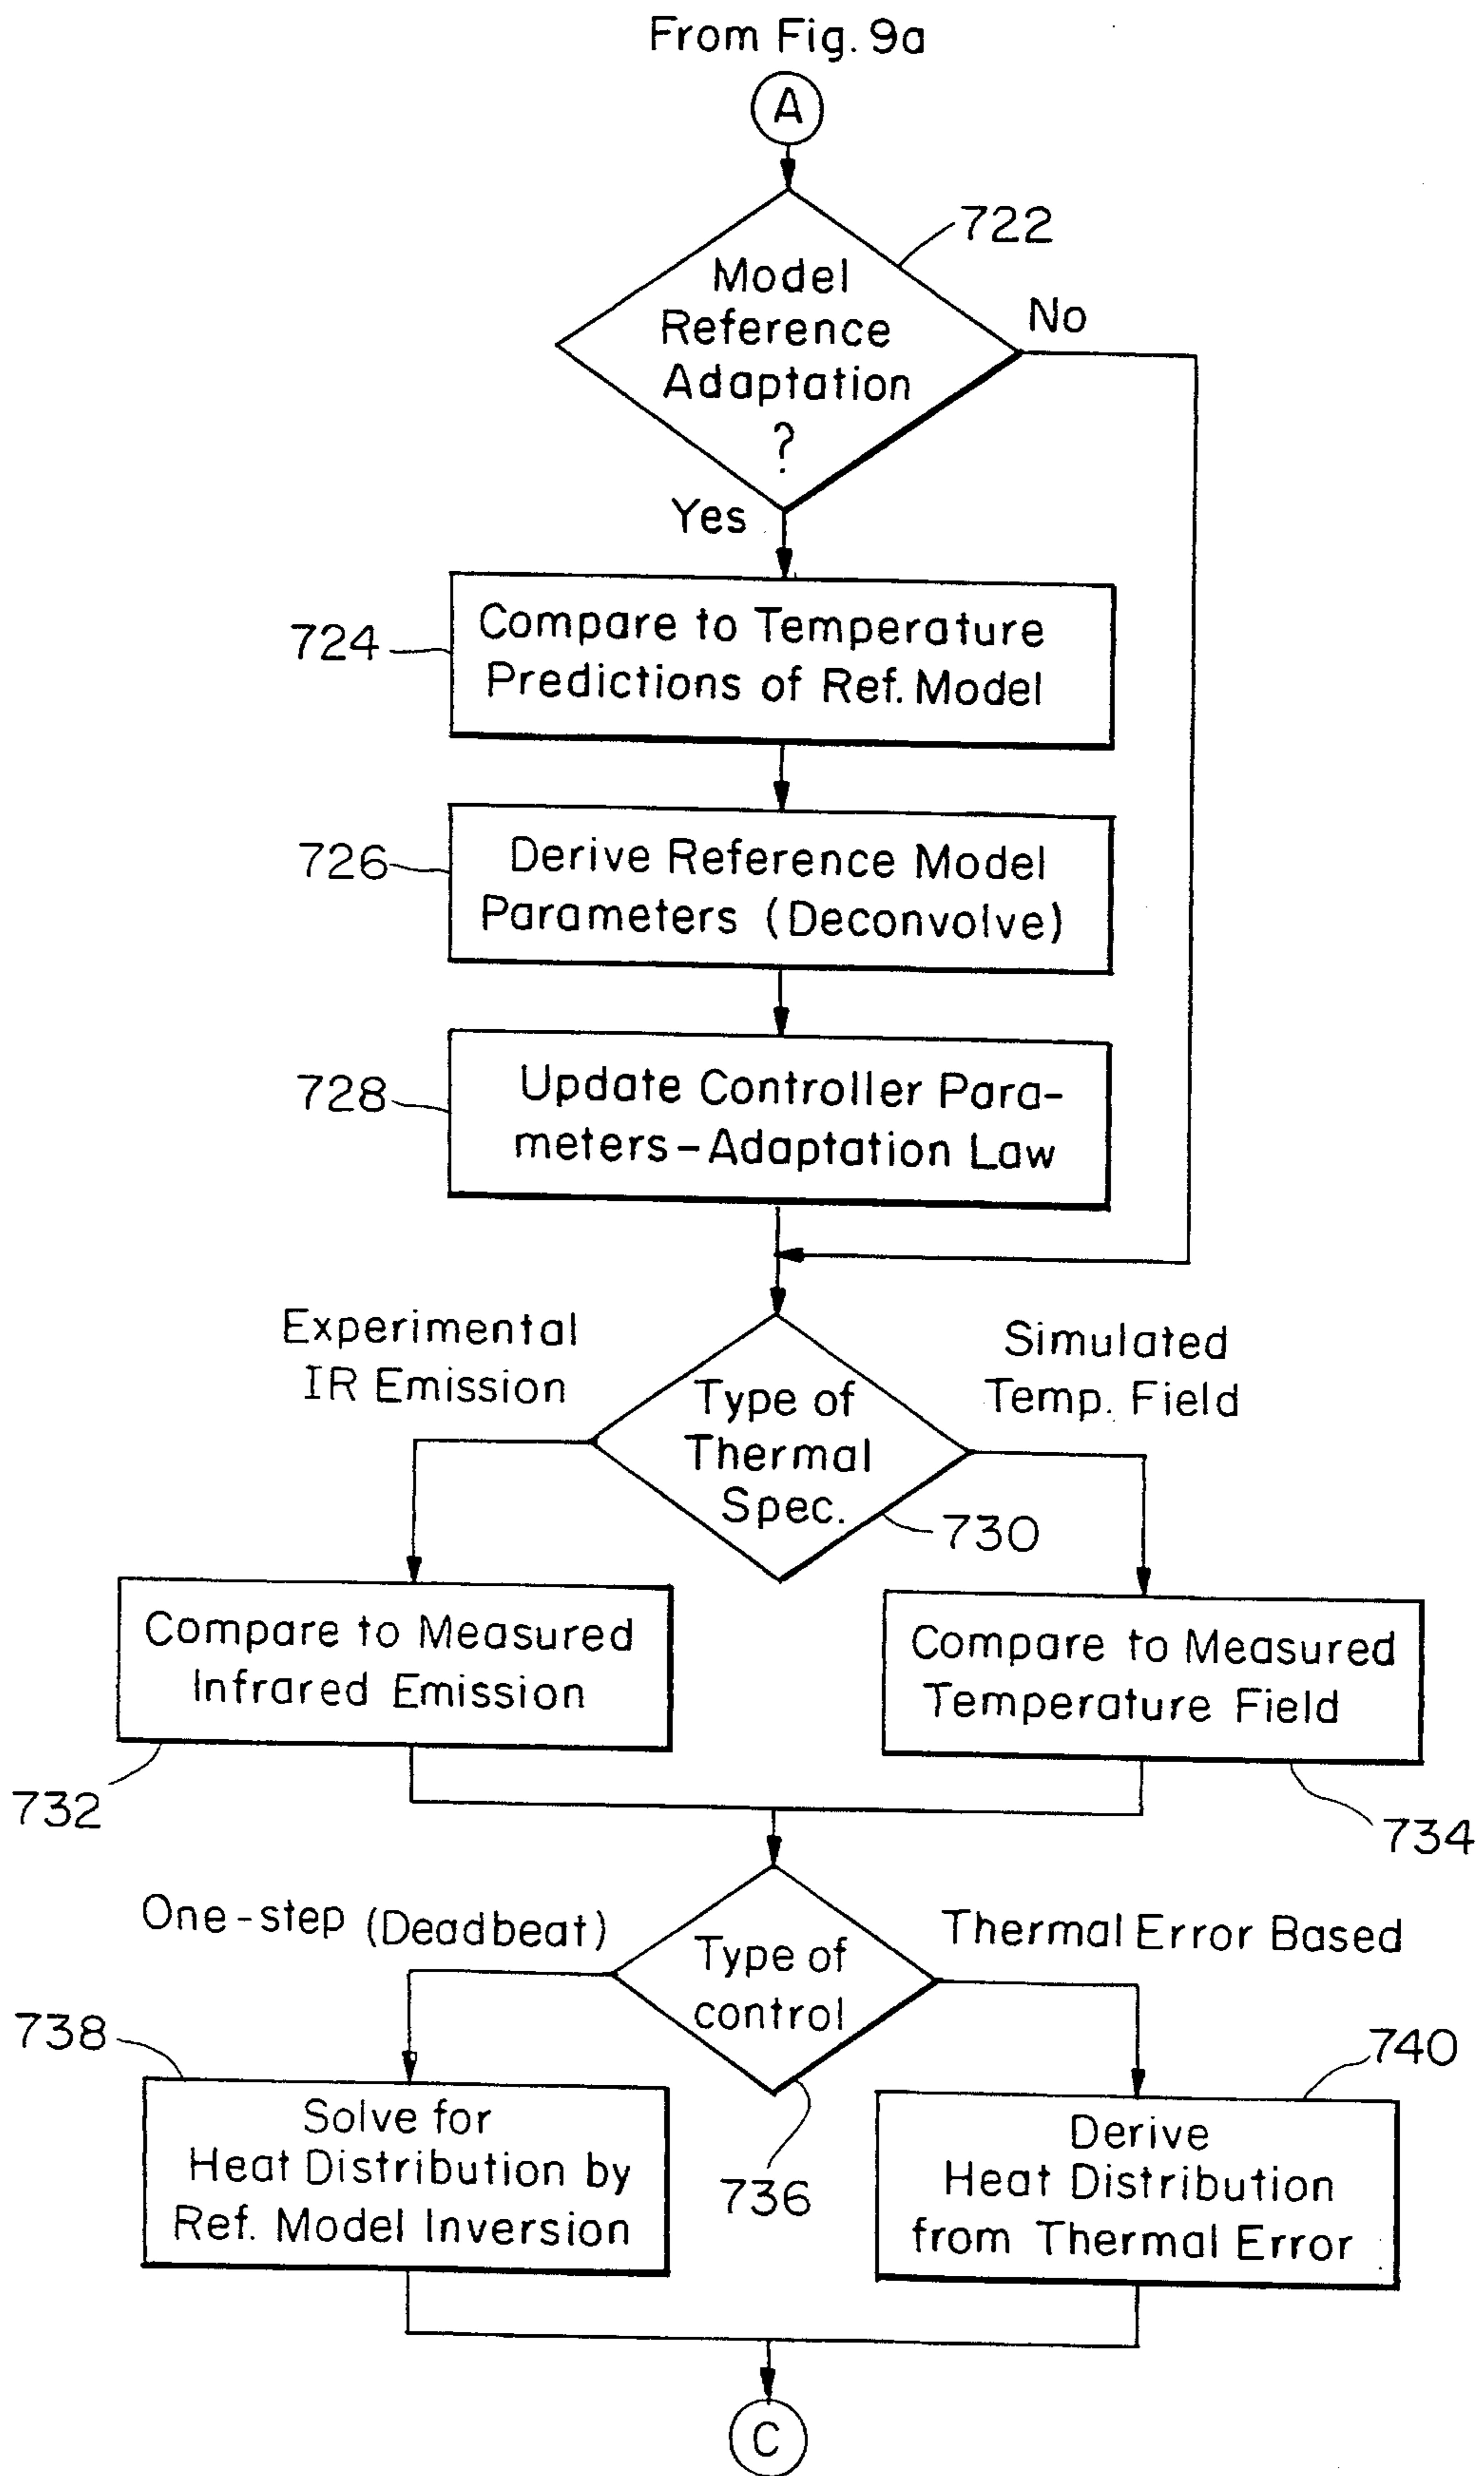 From Fig. 9a
A
722
Model
Reference
Adaptation
?
No
Yes
724
Compare to Temperature
Predictions of Ref. Model
726
Derive Reference Model
Parameters (Deconvolve)
728
Update Controller Para-
meters-Adaptation Law
Experimental
IR Emission
Simulated
Temp. Field
Type of
Thermal
Spec.
730
Compare to Measured
Infrared Emission
Compare to Measured
Temperature Field
732
734
One-step (Deadbeat)
Thermal Error Based
Type of
control
738
740
736
Solve for
Heat Distribution by
Ref. Model Inversion
Derive
Heat Distribution
from Thermal Error
C